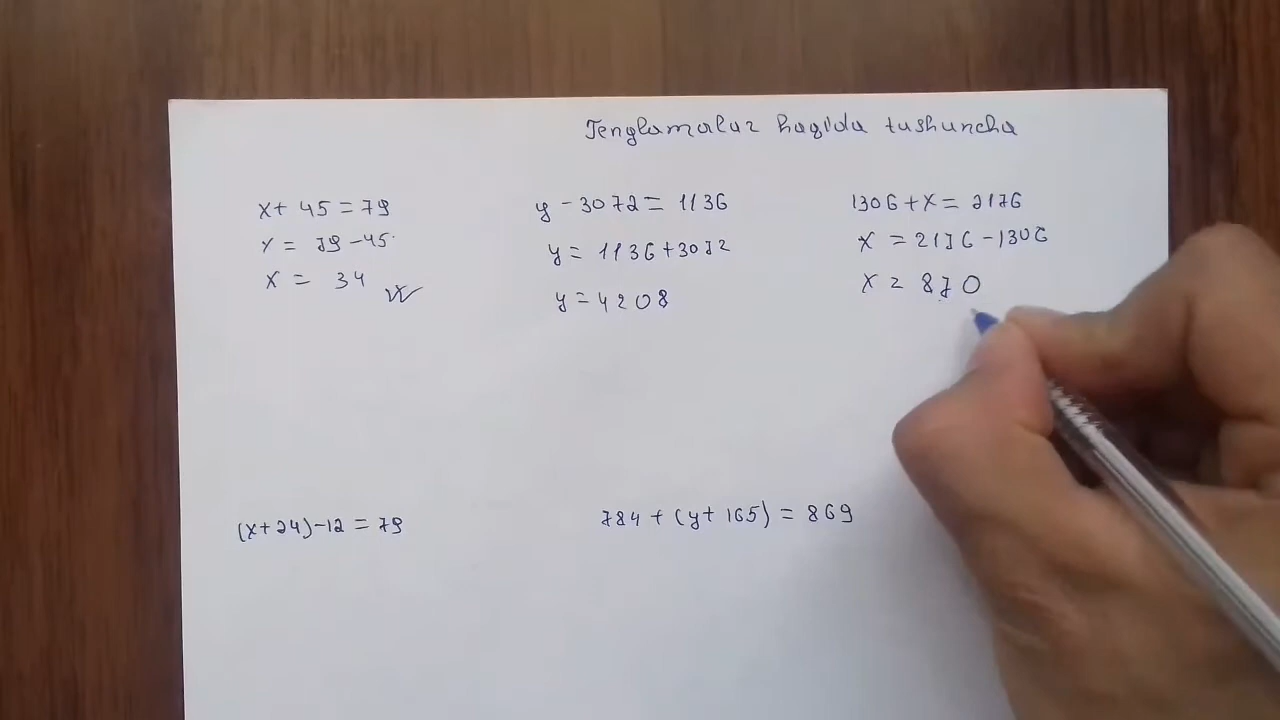 Tenglamalar haqida tushuncha
x + 45 = 79
x = 79 - 45
x = 34
y - 3072 = 1136
y = 1136 + 3072
y = 4208
1306 + x = 2176
x = 2176 - 1306
x = 870
(x + 24) - 12 = 79
784 + (y + 165) = 869